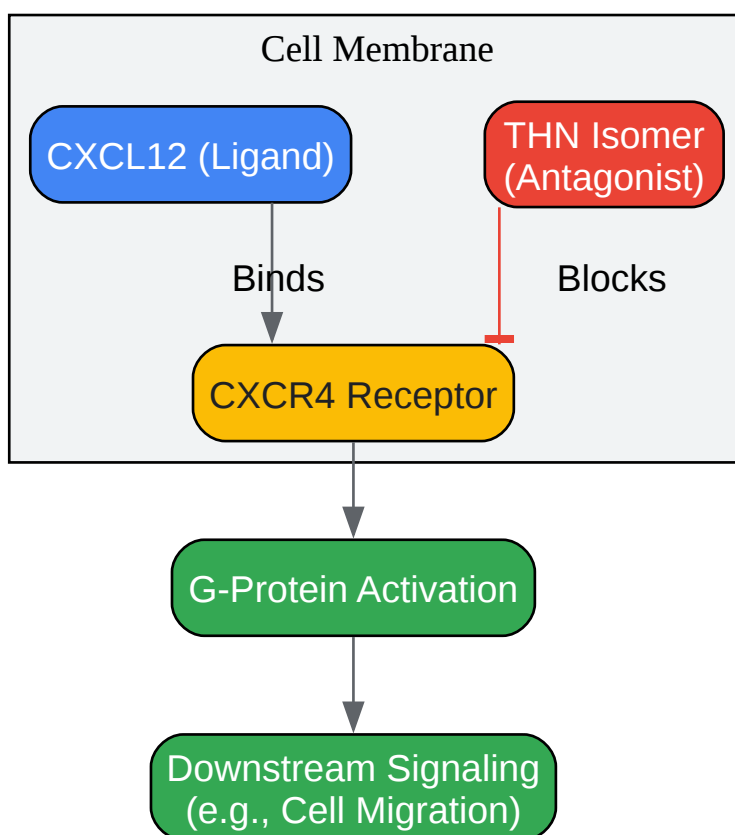 Cell Membrane
CXCL12 (Ligand)
THN Isomer
(Antagonist)
Binds
Blocks
CXCR4 Receptor
G-Protein Activation
Downstream Signaling
(e.g., Cell Migration)